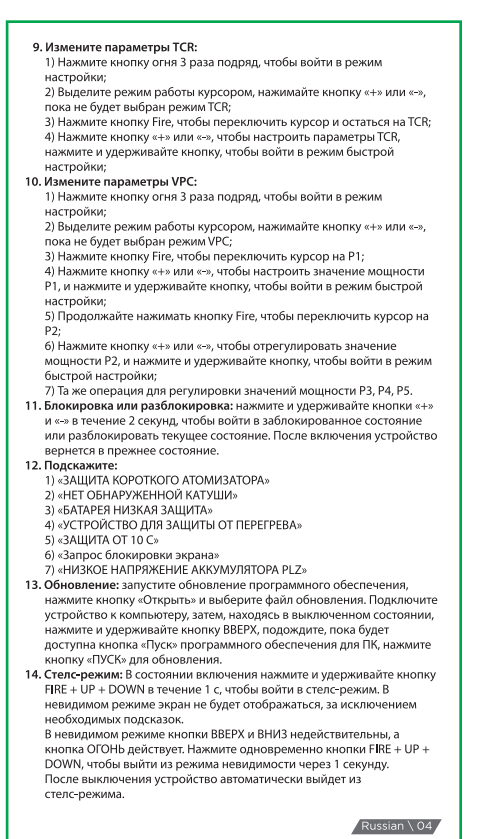 9. Измените параметры TCR:
1) Нажмите кнопку огня 3 раза подряд, чтобы войти в режим
настройки;
2) Выделите режим работы курсором, нажимайте кнопку «+» или «-»,
пока не будет выбран режим TCR;
3) Нажмите кнопку Fire, чтобы переключить курсор и остаться на TCR;
4) Нажмите кнопку «+» или «-», чтобы настроить параметры TCR,
нажмите и удерживайте кнопку, чтобы войти в режим быстрой
настройки;
10. Измените параметры VPC:
1) Нажмите кнопку огня 3 раза подряд, чтобы войти в режим
настройки;
2) Выделите режим работы курсором, нажимайте кнопку «+» или «-»,
пока не будет выбран режим VPC;
3) Нажмите кнопку Fire, чтобы переключить курсор на P1;
4) Нажмите кнопку «+» или «-», чтобы настроить значение мощности
P1, и нажмите и удерживайте кнопку, чтобы войти в режим быстрой
настройки;
5) Продолжайте нажимать кнопку Fire, чтобы переключить курсор на
P2;
6) Нажмите кнопку «+» или «-», чтобы отрегулировать значение
мощности P2, и нажмите и удерживайте кнопку, чтобы войти в режим
быстрой настройки;
7) Та же операция для регулировки значений мощности P3, P4, P5.
11. Блокировка или разблокировка: нажмите и удерживайте кнопки «+»
и «-» в течение 2 секунд, чтобы войти в заблокированное состояние
или разблокировать текущее состояние. После включения устройство
вернется в прежнее состояние.
12. Подскажите:
1) «ЗАЩИТА КОРОТКОГО АТОМИЗАТОРА»
2) «НЕТ ОБНАРУЖЕННОЙ КАТУШИ»
3) «БАТАРЕЯ НИЗКАЯ ЗАЩИТА»
4) «УСТРОЙСТВО ДЛЯ ЗАЩИТЫ ОТ ПЕРЕГРЕВА»
5) «ЗАЩИТА ОТ 10 С»
6) «Запрос блокировки экрана»
7) «НИЗКОЕ НАПРЯЖЕНИЕ АККУМУЛЯТОРА PLZ»
13. Обновление: запустите обновление программного обеспечения,
нажмите кнопку «Открыть» и выберите файл обновления. Подключите
устройство к компьютеру, затем, находясь в выключенном состоянии,
нажмите и удерживайте кнопку ВВЕРХ, подождите, пока будет
доступна кнопка «Пуск» программного обеспечения для ПК, нажмите
кнопку «ПУСК» для обновления.
14. Стелс-режим: В состоянии включения нажмите и удерживайте кнопку
FIRE + UP + DOWN в течение 1 с, чтобы войти в стелс-режим. В
невидимом режиме экран не будет отображаться, за исключением
необходимых подсказок.
В невидимом режиме кнопки ВВЕРХ и ВНИЗ недействительны, а
кнопка ОГОНЬ действует. Нажмите одновременно кнопки FIRE + UP +
DOWN, чтобы выйти из режима невидимости через 1 секунду.
После выключения устройство автоматически выйдет из
стелс-режима.
Russian \ 04